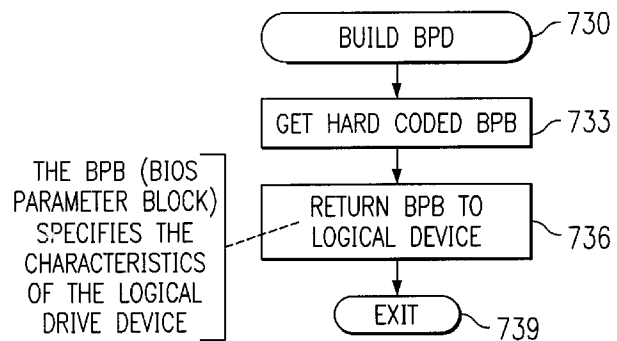 BUILD BPD
730
GET HARD CODED BPB
733
THE BPB (BIOS
PARAMETER BLOCK)
SPECIFIES THE
CHARACTERISTICS
OF THE LOGICAL
DRIVE DEVICE
RETURN BPB TO
LOGICAL DEVICE
736
EXIT
739